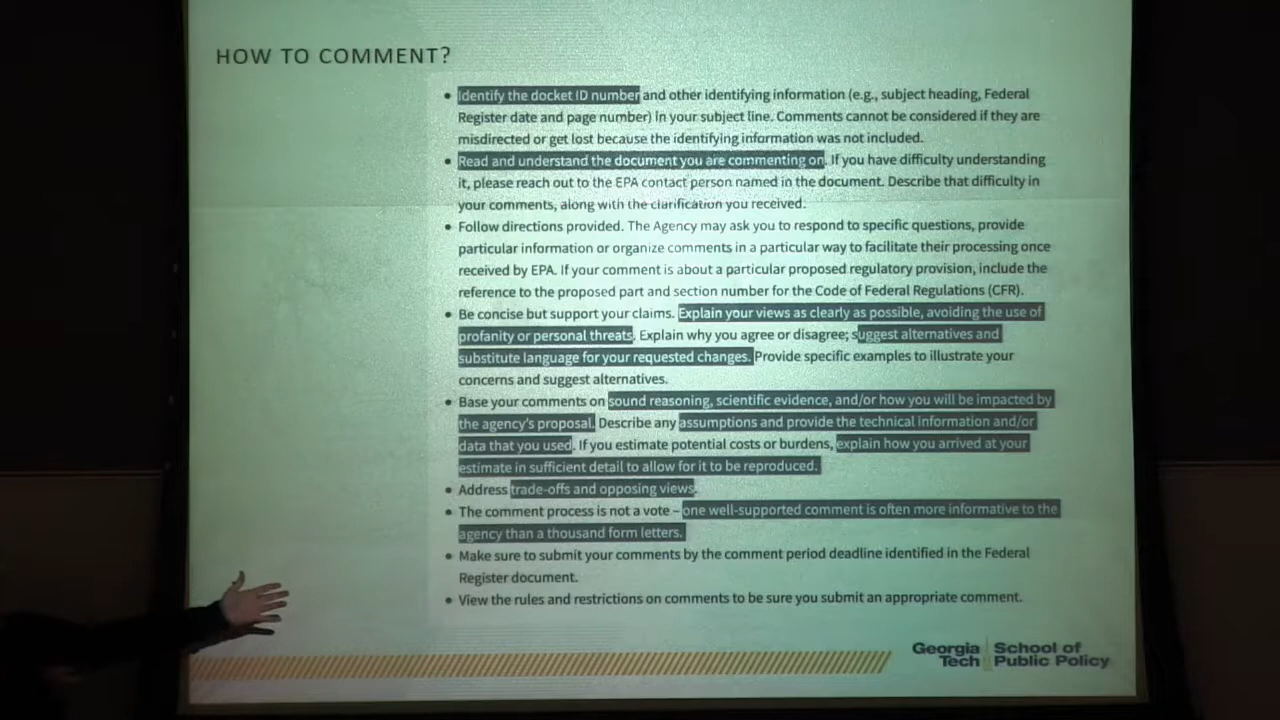 HOW TO COMMENT?
• Identify the docket ID number and other identifying information (e.g., subject heading, Federal
Register date and page number) in your subject line. Comments cannot be considered if they are
misdirected or get lost because the identifying information was not included.
• Read and understand the document you are commenting on. If you have difficulty understanding
it, please reach out to the EPA contact person named in the document. Describe that difficulty in
your comments, along with the clarification you received.
• Follow directions provided. The Agency may ask you to respond to specific questions, provide
particular information or organize comments in a particular way to facilitate their processing once
received by EPA. If your comment is about a particular proposed regulatory provision, include the
reference to the proposed part and section number for the Code of Federal Regulations (CFR).
• Be concise but support your claims. Explain your views as clearly as possible, avoiding the use of
profanity or personal threats. Explain why you agree or disagree; suggest alternatives and
substitute language for your requested changes. Provide specific examples to illustrate your
concerns and suggest alternatives.
• Base your comments on sound reasoning, scientific evidence, and/or how you will be impacted by
the agency's proposal. Describe any assumptions and provide the technical information and/or
data that you used. If you estimate potential costs or burdens, explain how you arrived at your
estimate in sufficient detail to allow for it to be reproduced.
• Address trade-offs and opposing views.
• The comment process is not a vote – one well-supported comment is often more informative to the
agency than a thousand form letters.
• Make sure to submit your comments by the comment period deadline identified in the Federal
Register document.
• View the rules and restrictions on comments to be sure you submit an appropriate comment.
Georgia School of
Tech Public Policy